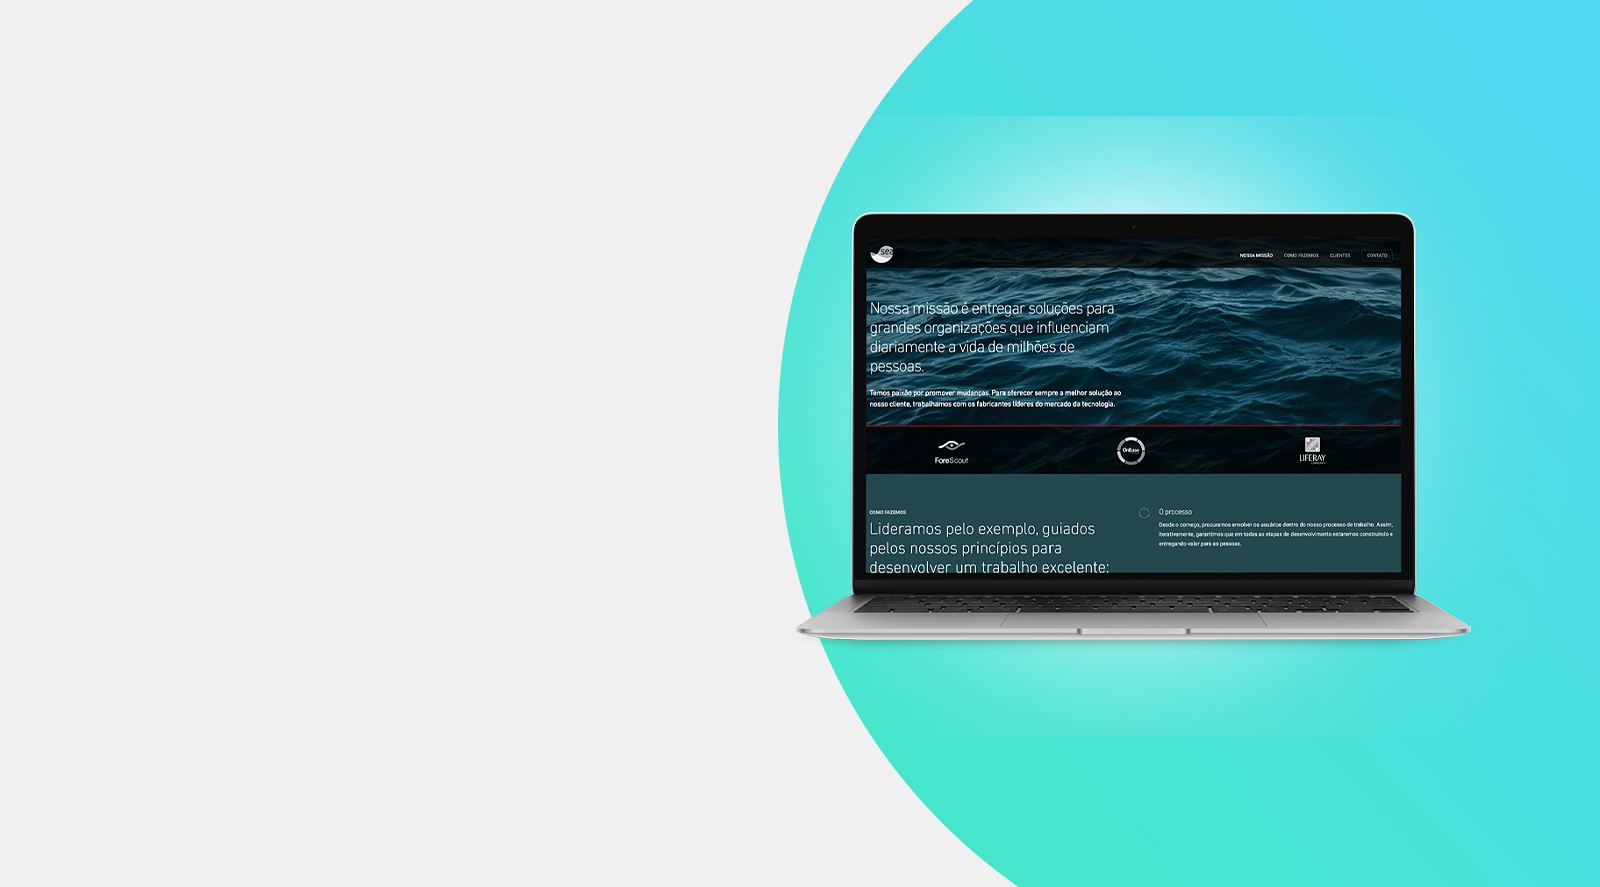 sea
NOSSA MISSÃO COMO FAZEMOS CLIENTES CONTATO
Nossa missão é entregar soluções para
grandes organizações que influenciam
diariamente a vida de milhões de
pessoas.
Temos paixão por promover mudanças. Para oferecer sempre a melhor solução ao
nosso cliente, trabalhamos com os fabricantes líderes do mercado da tecnologia.
ForeScout
OnBase
LIFERAY
COMO FAZEMOS
Lideramos pelo exemplo, guiados
pelos nossos princípios para
desenvolver um trabalho excelente:
O processo
Desde o começo, procuramos envolver os usuários dentro do nosso processo de trabalho. Assim,
iterativamente, garantimos que em todas as etapas de desenvolvimento estaremos construindo e
entregando valor para as pessoas.